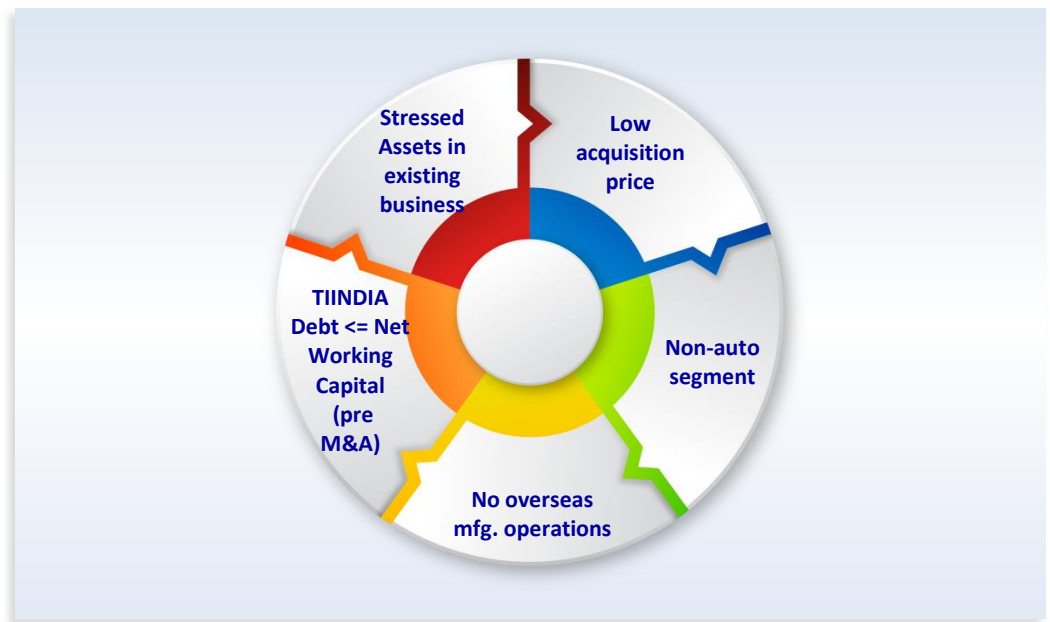 Stressed
Assets in
existing
business
Low
acquisition
price
TIINDIA
Debt <= Net
Working
Capital
(pre
M&A)
Non-auto
segment
No overseas
mfg. operations